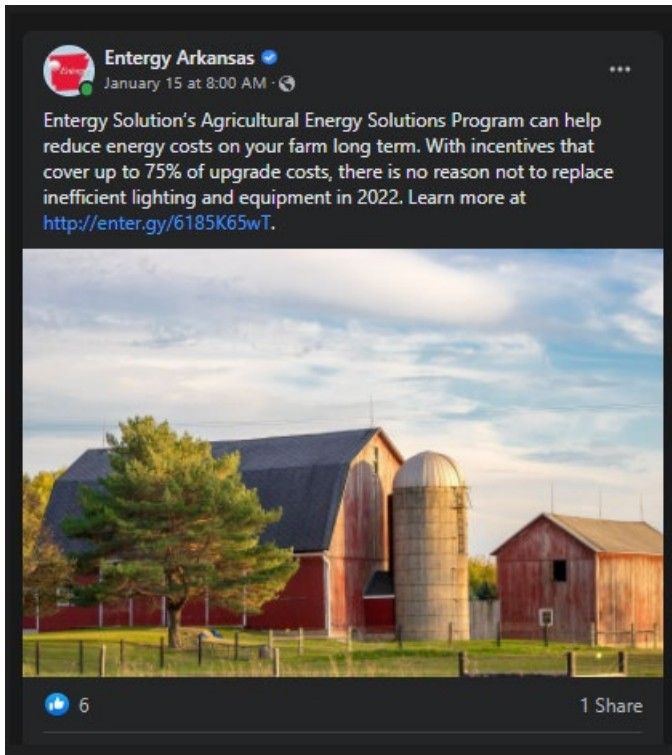 Entergy Arkansas
January 15 at 8:00 AM ·
Entergy Solution's Agricultural Energy Solutions Program can help
reduce energy costs on your farm long term. With incentives that
cover up to 75% of upgrade costs, there is no reason not to replace
inefficient lighting and equipment in 2022. Learn more at
http://enter.gy/6185K65wT.
6
1 Share